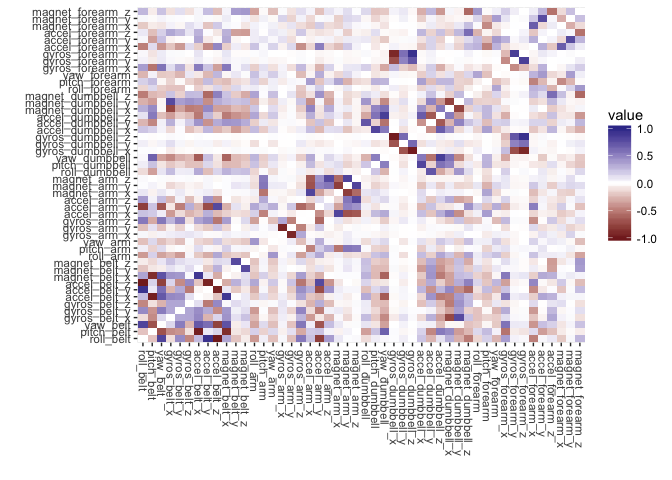 magnet_forearm_z
magnet_forearm_y
magnet_forearm_x
accel_forearm_z
accel_forearm_y
accel_forearm_x
gyros_forearm_z
gyros_forearm_y
gyros_forearm_x
yaw_forearm
pitch_forearm
roll_forearm
magnet_dumbbell_z
magnet_dumbbell_y
magnet_dumbbell_x
accel_dumbbell_z
accel_dumbbell_y
accel_dumbbell_x
gyros_dumbbell_z
gyros_dumbbell_y
gyros_dumbbell_x
yaw_dumbbell
pitch_dumbbell
roll_dumbbell
magnet_arm_z
magnet_arm_y
magnet_arm_x
accel_arm_z
accel_arm_y
accel_arm_x
gyros_arm_z
gyros_arm_y
gyros_arm_x
yaw_arm
pitch_arm
roll_arm
magnet_belt_z
magnet_belt_y
magnet_belt_x
accel_belt_z
accel_belt_y
accel_belt_x
gyros_belt_z
gyros_belt_y
gyros_belt_x
yaw_belt
pitch_belt
roll_belt
roll_belt
pitch_belt
yaw_belt
gyros_belt_x
gyros_belt_y
gyros_belt_z
accel_belt_x
accel_belt_y
accel_belt_z
magnet_belt_x
magnet_belt_y
magnet_belt_z
roll_arm
pitch_arm
yaw_arm
gyros_arm_x
gyros_arm_y
gyros_arm_z
accel_arm_x
accel_arm_y
accel_arm_z
magnet_arm_x
magnet_arm_y
magnet_arm_z
roll_dumbbell
pitch_dumbbell
yaw_dumbbell
gyros_dumbbell_x
gyros_dumbbell_y
gyros_dumbbell_z
accel_dumbbell_x
accel_dumbbell_y
accel_dumbbell_z
magnet_dumbbell_x
magnet_dumbbell_y
magnet_dumbbell_z
roll_forearm
pitch_forearm
yaw_forearm
gyros_forearm_x
gyros_forearm_y
gyros_forearm_z
accel_forearm_x
accel_forearm_y
accel_forearm_z
magnet_forearm_x
magnet_forearm_y
magnet_forearm_z
value
1.0
0.5
0.0
-0.5
-1.0